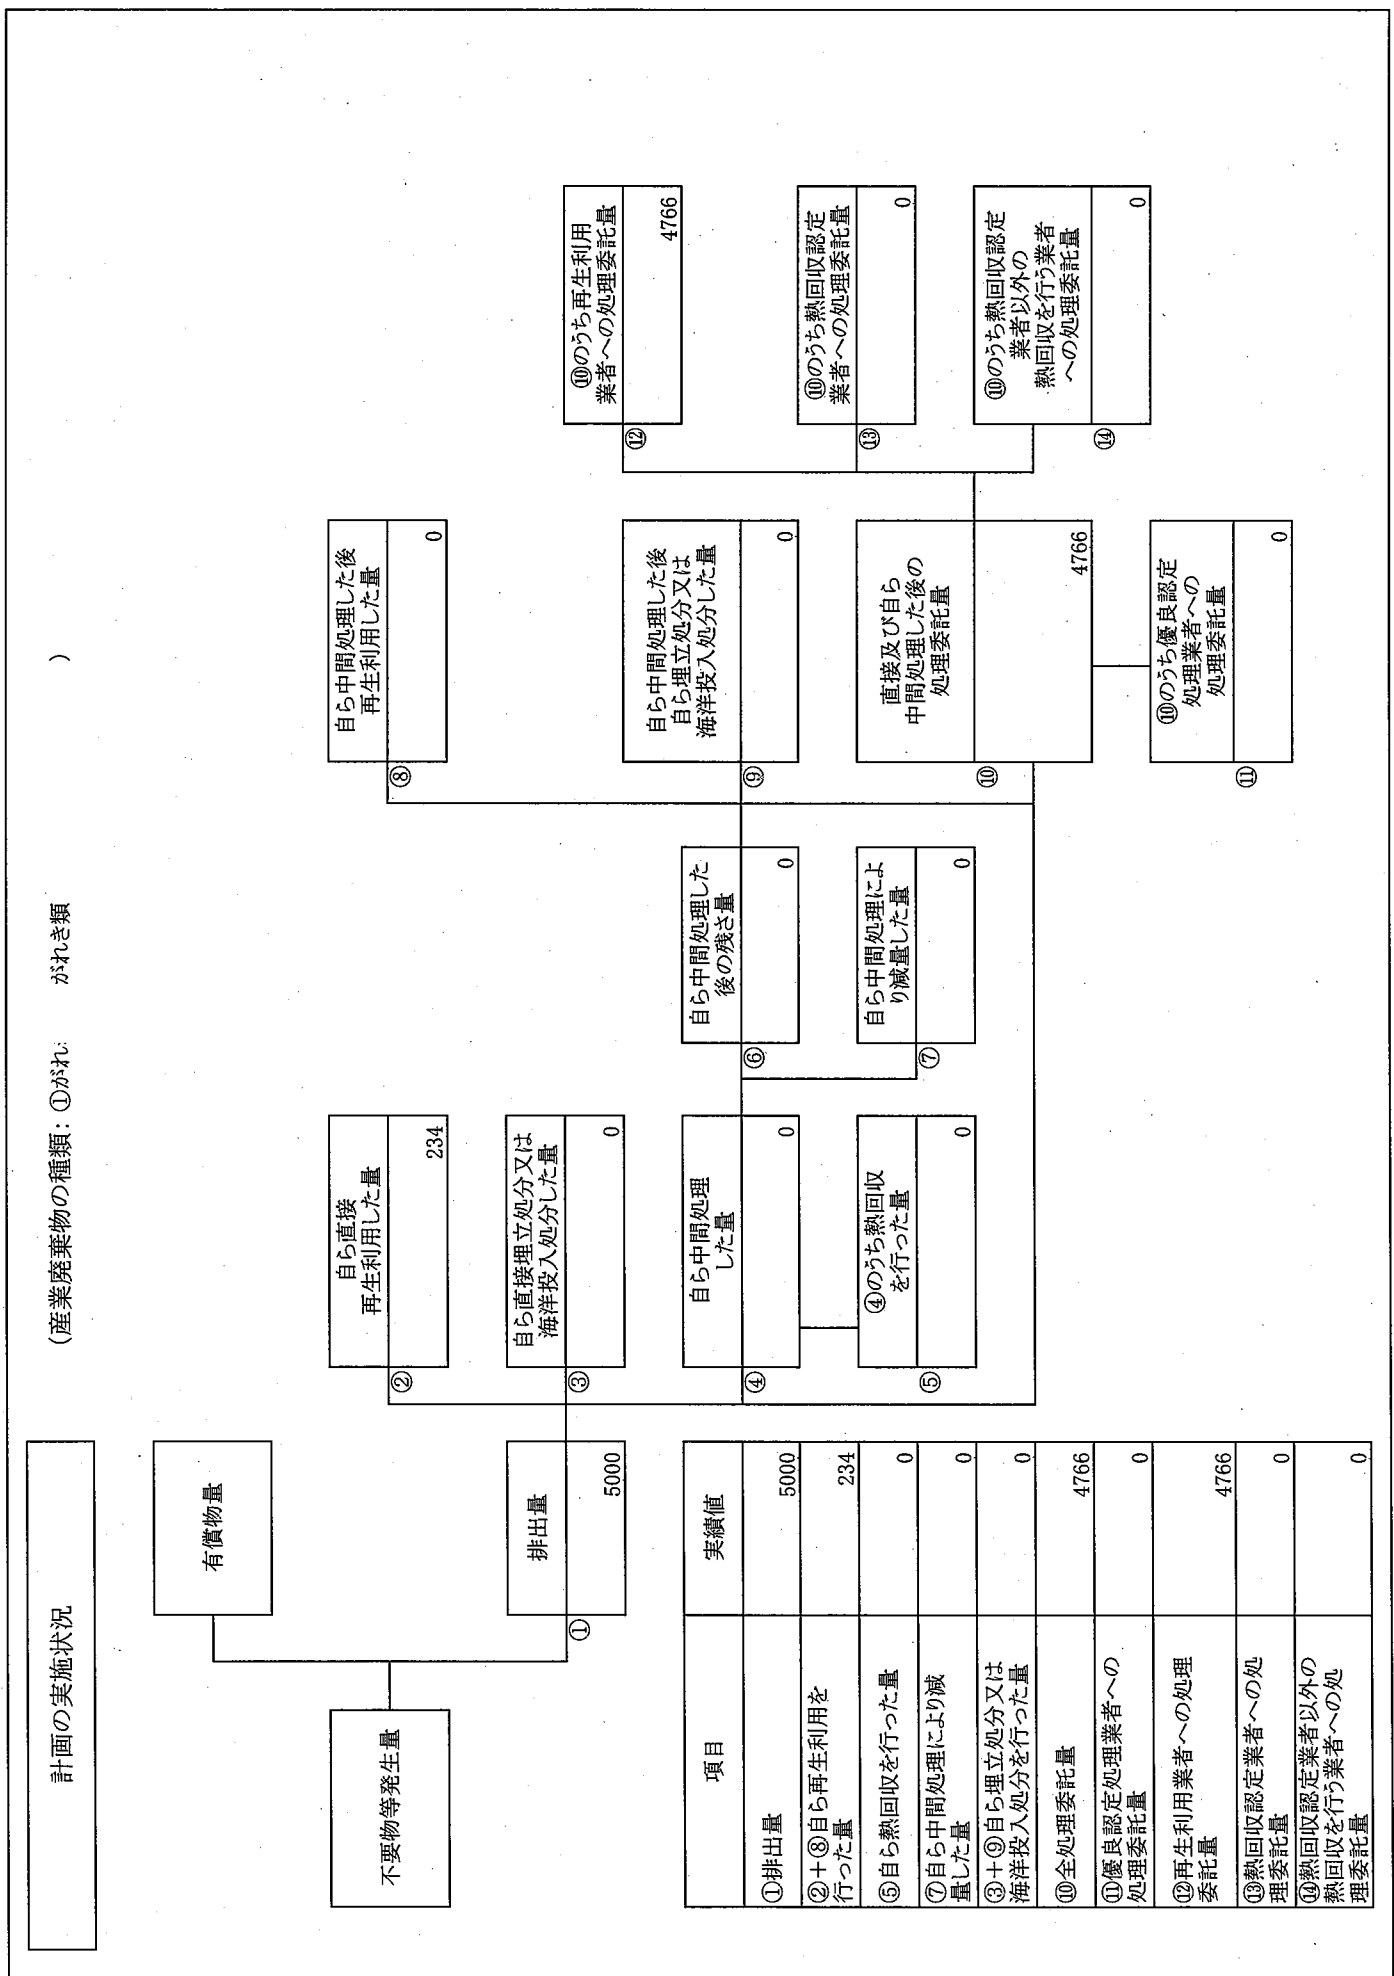 計画の実施状況
(産業廃棄物の種類：①がれ　がれき類　)
不要物等発生量
有償物量
①
排出量
5000
②
自ら直接
再生利用した量
234
③
自ら直接埋立処分又は
海洋投入処分した量
0
④
自ら中間処理
した量
0
⑤
④のうち熱回収
を行った量
0
⑥
自ら中間処理した
後の残さ量
0
⑦
自ら中間処理によ
り減量した量
0
⑧
自ら中間処理した後
再生利用した量
0
⑨
自ら中間処理した後
自ら埋立処分又は
海洋投入処分した量
0
⑩
直接及び自ら
中間処理した後の
処理委託量
4766
⑪
⑩のうち優良認定
処理業者への
処理委託量
0
⑫
⑩のうち再生利用
業者への処理委託量
4766
⑬
⑩のうち熱回収認定
業者への処理委託量
0
⑭
⑩のうち熱回収認定
業者以外の
熱回収を行う業者
への処理委託量
0
項目　実績値
①排出量　5000
②+⑧自ら再生利用を
行った量　234
⑤自ら熱回収を行った量　0
⑦自ら中間処理により減
量した量　0
③+⑨自ら埋立処分又は
海洋投入処分を行った量　0
⑩全処理委託量　4766
⑪優良認定処理業者への
処理委託量　0
⑫再生利用業者への処理
委託量　4766
⑬熱回収認定業者への処
理委託量　0
⑭熱回収認定業者以外の
熱回収を行う業者への処
理委託量　0